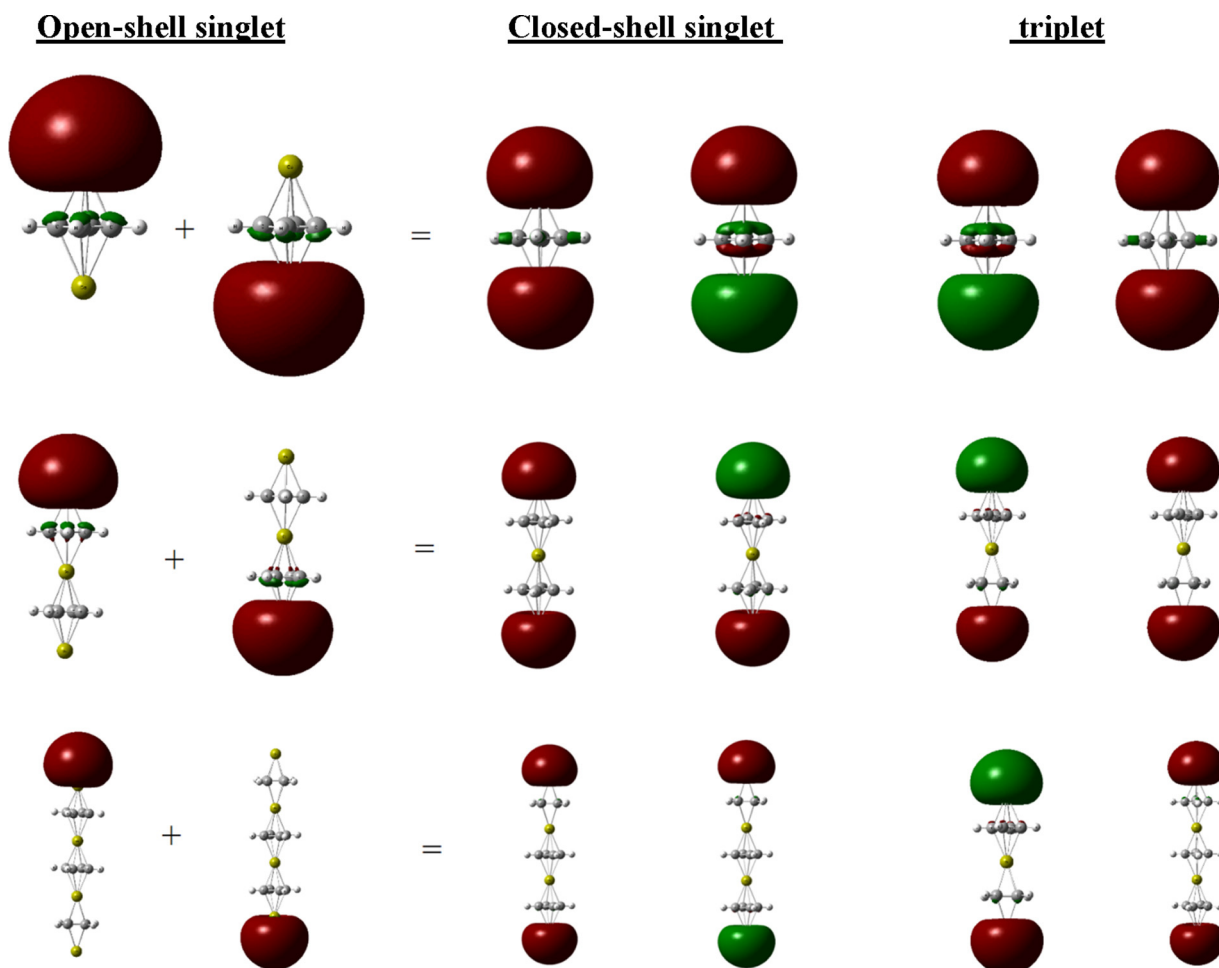 Open-shell singlet Closed-shell singlet triplet
+ =
+ =
+ =